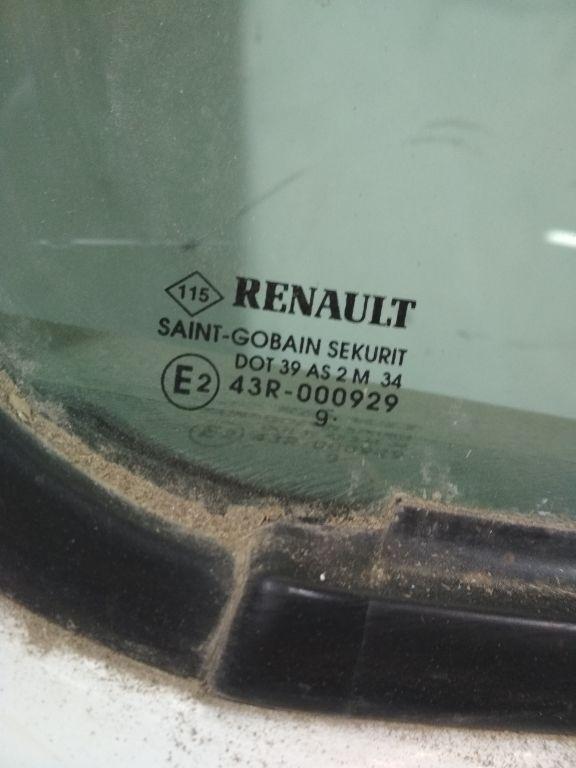 115 RENAULT
SAINT-GOBAIN SEKURIT
DOT 39 AS 2 M 34
E2 43R-000929
9.